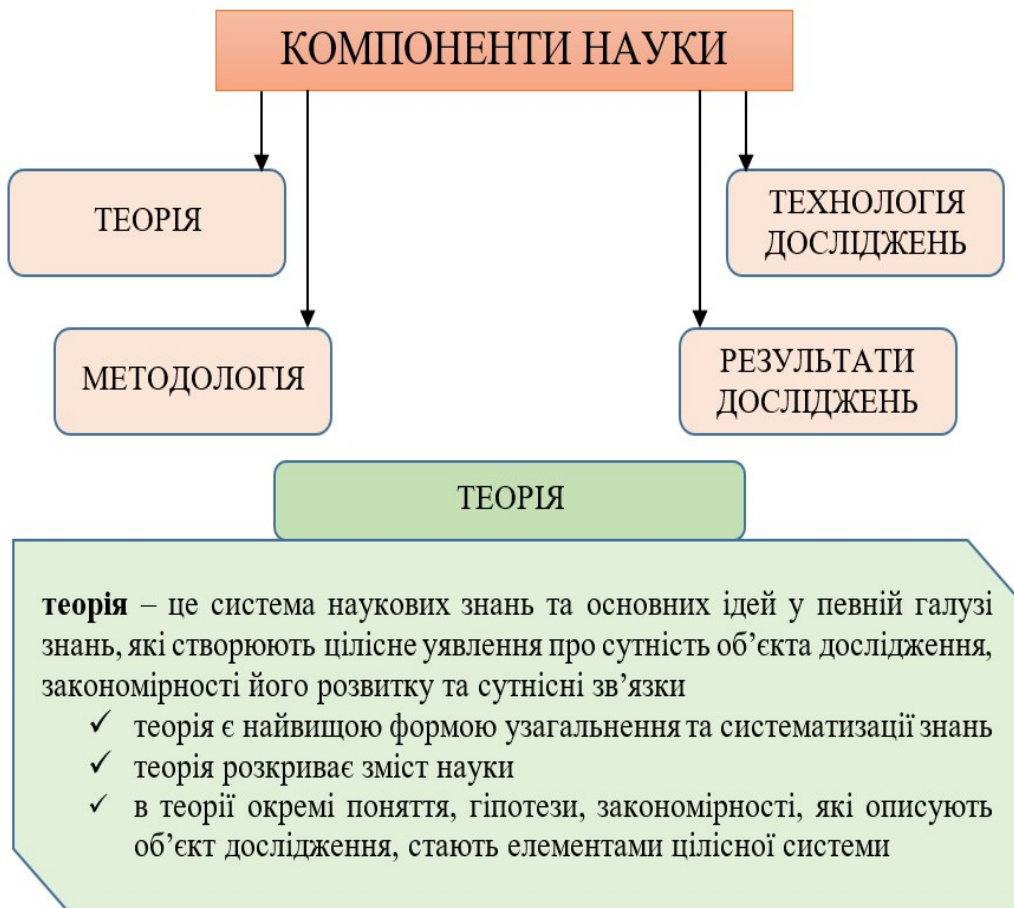 КОМПОНЕНТИ НАУКИ
ТЕОРІЯ
ТЕХНОЛОГІЯ
ДОСЛІДЖЕНЬ
МЕТОДОЛОГІЯ
РЕЗУЛЬТАТИ
ДОСЛІДЖЕНЬ
ТЕОРІЯ
теорія – це система наукових знань та основних ідей у певній галузі
знань, які створюють цілісне уявлення про сутність об’єкта дослідження,
закономірності його розвитку та сутнісні зв’язки
✓ теорія є найвищою формою узагальнення та систематизації знань
✓ теорія розкриває зміст науки
✓ в теорії окремі поняття, гіпотези, закономірності, які описують
об’єкт дослідження, стають елементами цілісної системи